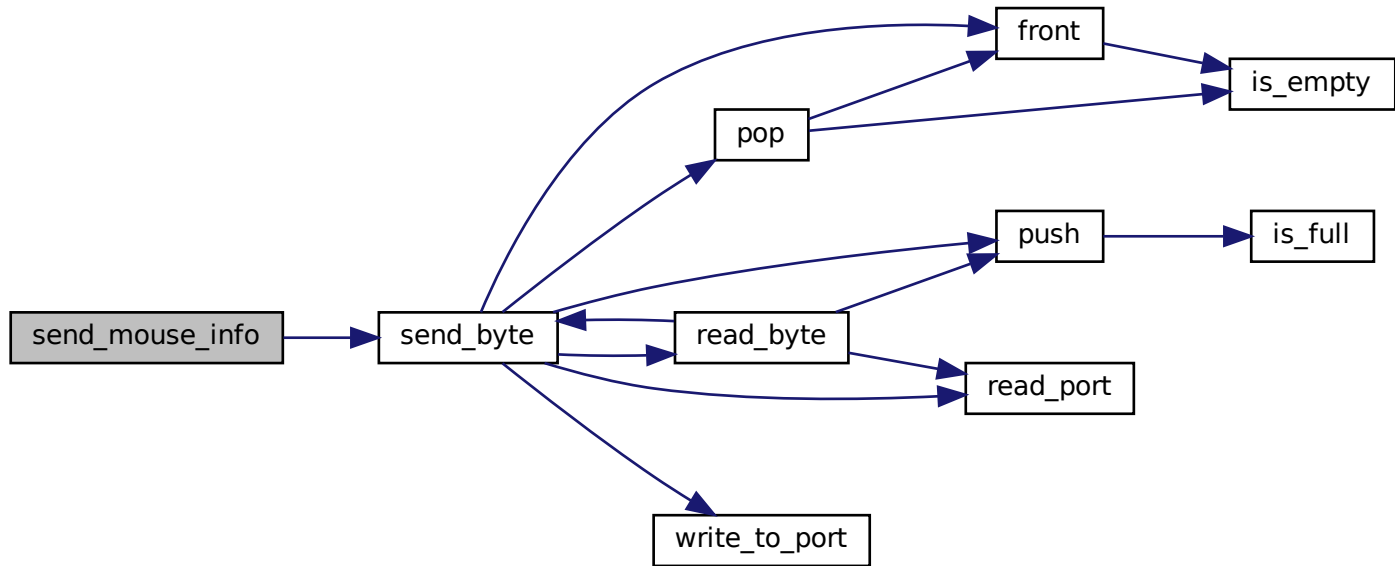 front
is_empty
pop
push
is_full
send_mouse_info
send_byte
read_byte
read_port
write_to_port